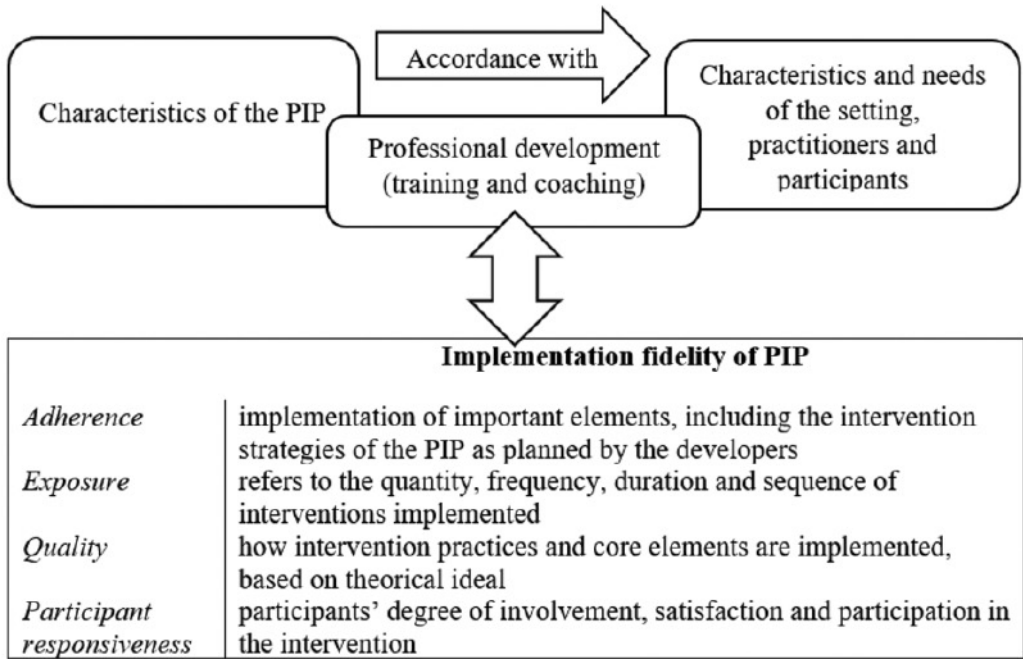 Accordance with
Characteristics of the PIP
Characteristics and needs
of the setting,
practitioners and
participants
Professional development
(training and coaching)
Implementation fidelity of PIP
Adherence
implementation of important elements, including the intervention
strategies of the PIP as planned by the developers
Exposure
refers to the quantity, frequency, duration and sequence of
interventions implemented
Quality
how intervention practices and core elements are implemented,
based on theorical ideal
Participant
responsiveness
participants’ degree of involvement, satisfaction and participation in
the intervention